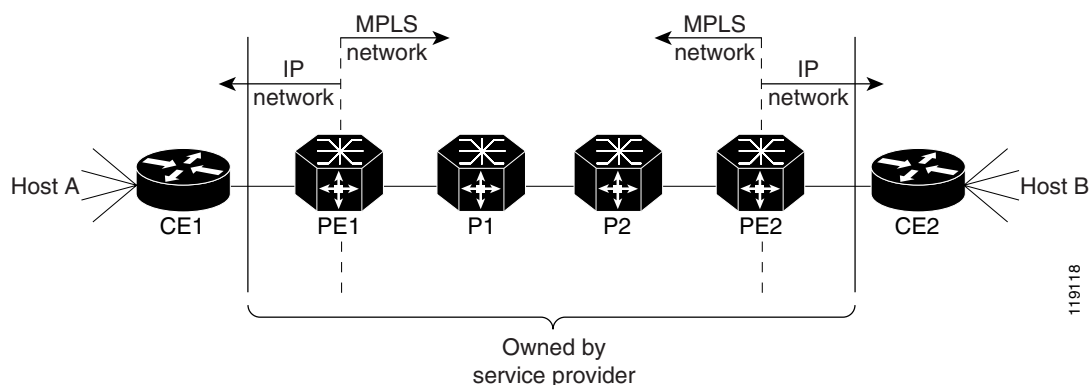 MPLS
network
MPLS
network
IP
network
IP
network
Host A
CE1
PE1
P1
P2
PE2
CE2
Host B
119118
Owned by
service provider